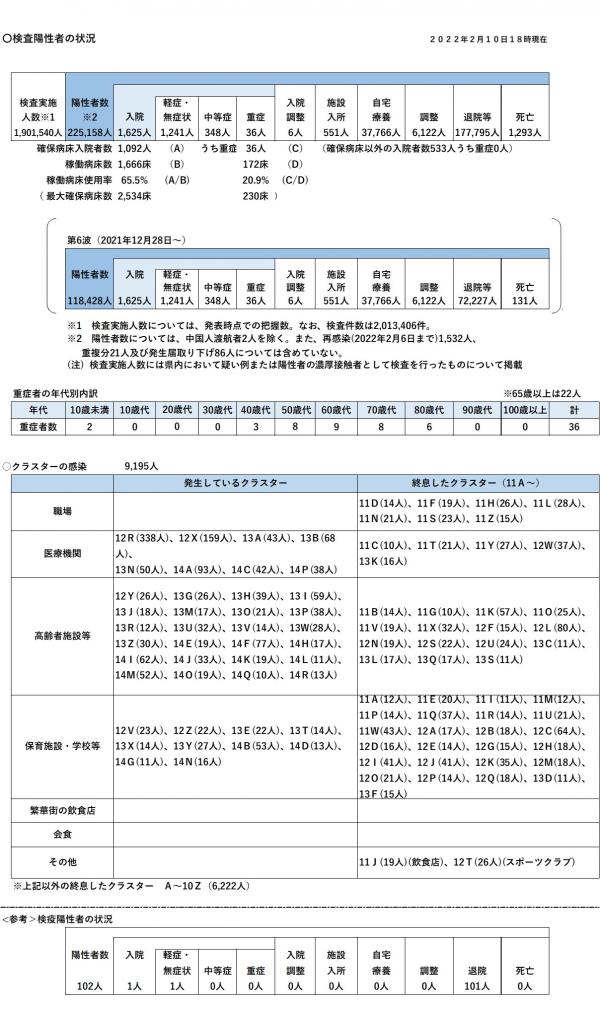 〇検査陽性者の状況
２０２２年２月１０日１８時現在
検査実施人数※1 陽性者数※2 入院 軽症・無症状 中等症 重症 入院調整 施設入所 自宅療養 調整 退院等 死亡
1,901,540人 225,158人 1,625人 1,241人 348人 36人 6人 551人 37,766人 6,122人 177,795人 1,293人
確保病床入院者数 1,092人 (A) うち重症 36人 (C) （確保病床以外の入院者数533人うち重症0人）
稼働病床数 1,666床 (B) 172床 (D)
稼働病床使用率 65.5% (A/B) 20.9% (C/D)
（ 最大確保病床数 2,534床 230床 ）
第6波（2021年12月28日～）
陽性者数 入院 軽症・無症状 中等症 重症 入院調整 施設入所 自宅療養 調整 退院等 死亡
118,428人 1,625人 1,241人 348人 36人 6人 551人 37,766人 6,122人 72,227人 131人
※1 検査実施人数については、発表時点での把握数。なお、検査件数は2,013,406件。
※2 陽性者数については、中国人渡航者2人を除く。また、再感染(2022年2月6日まで)1,532人、
重複分21人及び発生届取り下げ86人については含めていない。
(注) 検査実施人数には県内において疑い例または陽性者の濃厚接触者として検査を行ったものについて掲載
重症者の年代別内訳
※65歳以上は22人
年代 10歳未満 10歳代 20歳代 30歳代 40歳代 50歳代 60歳代 70歳代 80歳代 90歳代 100歳以上 計
重症者数 2 0 0 0 3 8 9 8 6 0 0 36
○クラスターの感染 9,195人
発生しているクラスター 終息したクラスター（11A～）
職場
11D(14人)、11F(19人)、11H(26人)、11L(28人)、
11N(21人)、11S(23人)、11Z(15人)
医療機関
12R(338人)、12X(159人)、13A(43人)、13B(68
人)、
13N(50人)、14A(93人)、14C(42人)、14P(38人)
11C(10人)、11T(21人)、11Y(27人)、12W(37人)、
13K(16人)
高齢者施設等
12Y(26人)、13G(26人)、13H(39人)、13I(59人)、
13J(18人)、13M(17人)、13O(21人)、13P(38人)、
13R(12人)、13U(32人)、13V(14人)、13W(28人)、
13Z(30人)、14E(19人)、14F(77人)、14H(17人)、
14I(62人)、14J(33人)、14K(19人)、14L(11人)、
14M(52人)、14O(19人)、14Q(10人)、14R(13人)
11B(14人)、11G(10人)、11K(57人)、11O(25人)、
11V(19人)、11X(32人)、12F(15人)、12L(80人)、
12N(19人)、12S(22人)、12U(24人)、13C(11人)、
13L(17人)、13Q(17人)、13S(11人)
保育施設・学校等
12V(23人)、12Z(22人)、13E(22人)、13T(14人)、
13X(14人)、13Y(27人)、14B(53人)、14D(13人)、
14G(11人)、14N(16人)
11A(12人)、11E(20人)、11I(11人)、11M(12人)、
11P(14人)、11Q(37人)、11R(14人)、11U(21人)、
11W(43人)、12A(17人)、12B(18人)、12C(64人)、
12D(16人)、12E(14人)、12G(15人)、12H(18人)、
12I(41人)、12J(41人)、12K(35人)、12M(18人)、
12O(21人)、12P(14人)、12Q(18人)、13D(11人)、
13F(15人)
繁華街の飲食店
会食
その他
11J(19人)(飲食店)、12T(26人)(スポーツクラブ)
※上記以外の終息したクラスター A～10Z（6,222人）
<参考>検疫陽性者の状況
陽性者数 入院 軽症・無症状 中等症 重症 入院調整 施設入所 自宅療養 調整 退院 死亡
102人 1人 1人 0人 0人 0人 0人 0人 0人 101人 0人